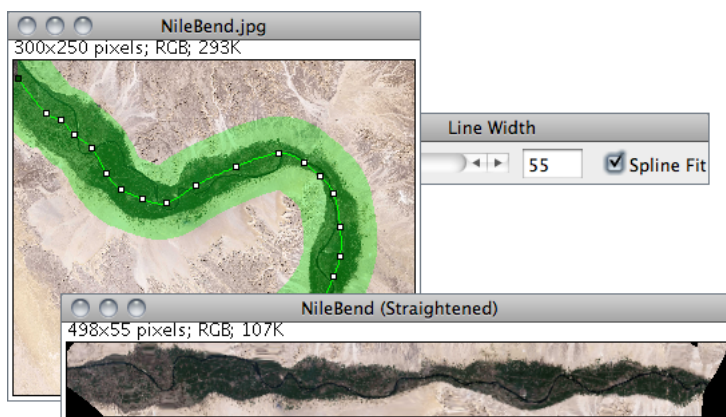 NileBend.jpg
300x250 pixels; RGB; 293K
Line Width
55
Spline Fit
NileBend (Straightened)
498x55 pixels; RGB; 107K